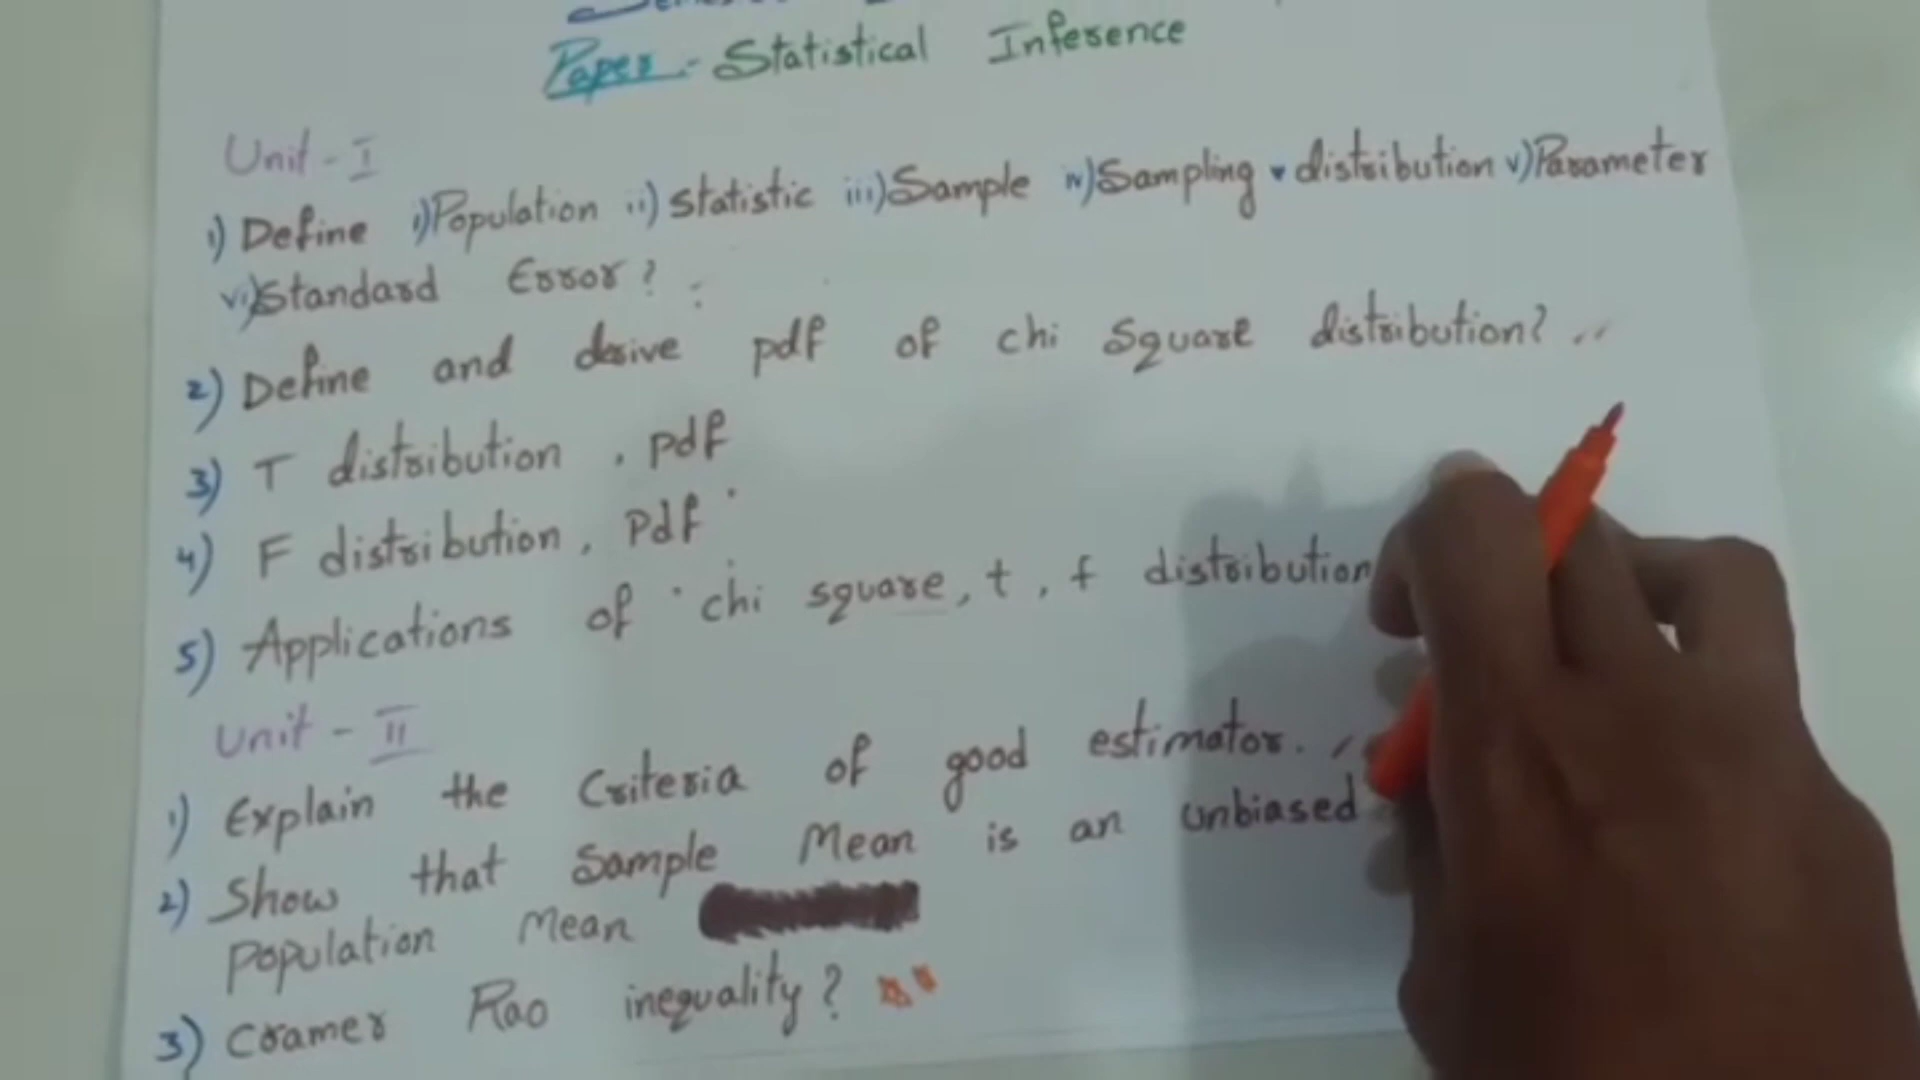 Paper :- Statistical Inference
Unit - I
1) Define i) Population ii) Statistic iii) Sample iv) Sampling distribution v) Parameter
vi) Standard Error?
2) Define and derive pdf of chi square distribution?
3) T distribution, pdf
4) F distribution, Pdf
5) Applications of chi square, t, f distribution
Unit - II
1) Explain the Criteria of good estimator.
2) Show that Sample Mean is an unbiased
Population Mean
3) Cramer Rao inequality?